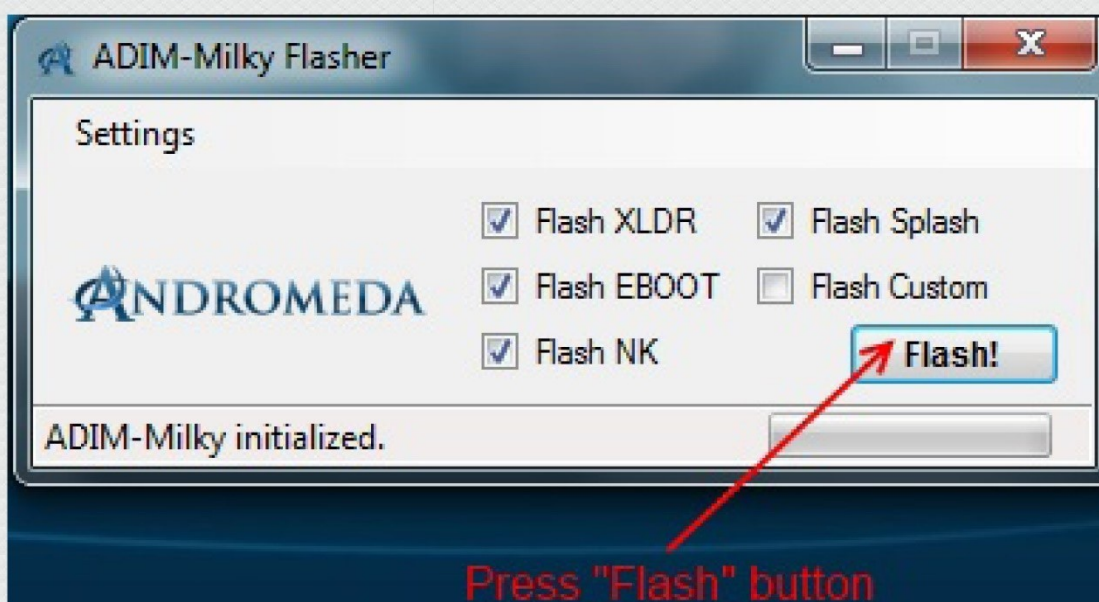 ADIM-Milky Flasher
Settings
Flash XLDR
Flash Splash
Flash EBOOT
Flash Custom
ANDROMEDA
Flash NK
Flash!
ADIM-Milky initialized.
Press "Flash" button